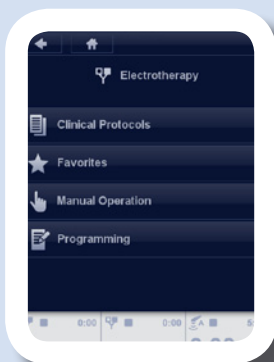 Electrotherapy
Clinical Protocols
Favorites
Manual Operation
Programming
0:00 0:00